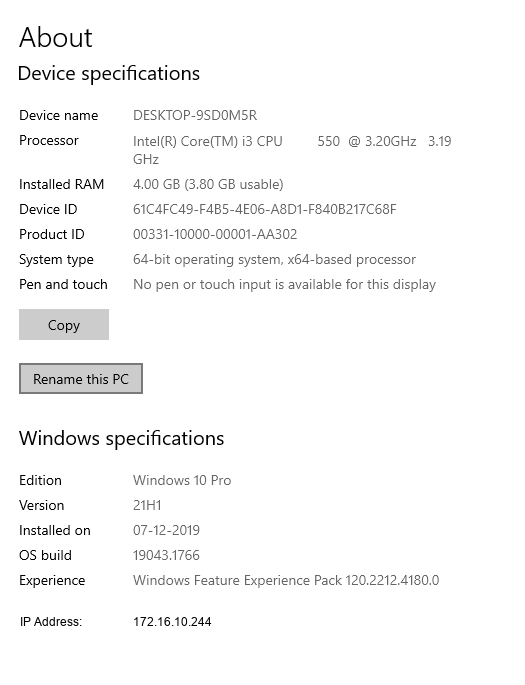 About
Device specifications
Device name DESKTOP-9SD0M5R
Processor Intel(R) Core(TM) i3 CPU 550 @ 3.20GHz 3.19
GHz
Installed RAM 4.00 GB (3.80 GB usable)
Device ID 61C4FC49-F4B5-4E06-A8D1-F840B217C68F
Product ID 00331-10000-00001-AA302
System type 64-bit operating system, x64-based processor
Pen and touch No pen or touch input is available for this display
Copy
Rename this PC
Windows specifications
Edition Windows 10 Pro
Version 21H1
Installed on 07-12-2019
OS build 19043.1766
Experience Windows Feature Experience Pack 120.2212.4180.0
IP Address: 172.16.10.244